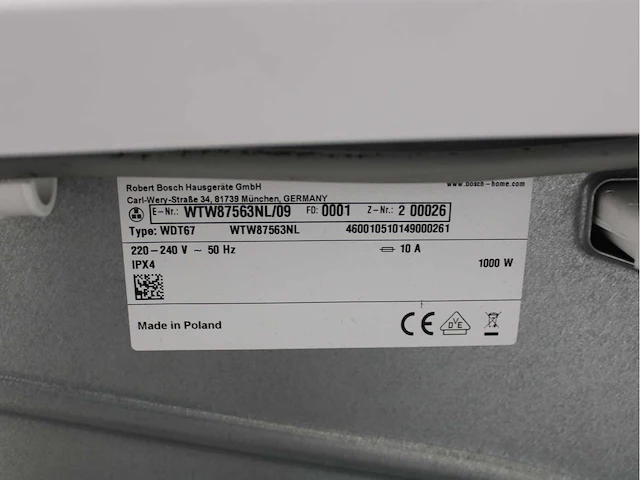 Robert Bosch Hausgeräte GmbH www.bosch-home.com
Carl-Wery-Straße 34, 81739 München, GERMANY
E-Nr.: WTW87563NL/09 FD: 0001 Z-Nr.: 2 00026
Type: WDT67 WTW87563NL 460010510149000261
220-240 V ~ 50 Hz 10 A
IPX4 1000 W
Made in Poland CE DVE